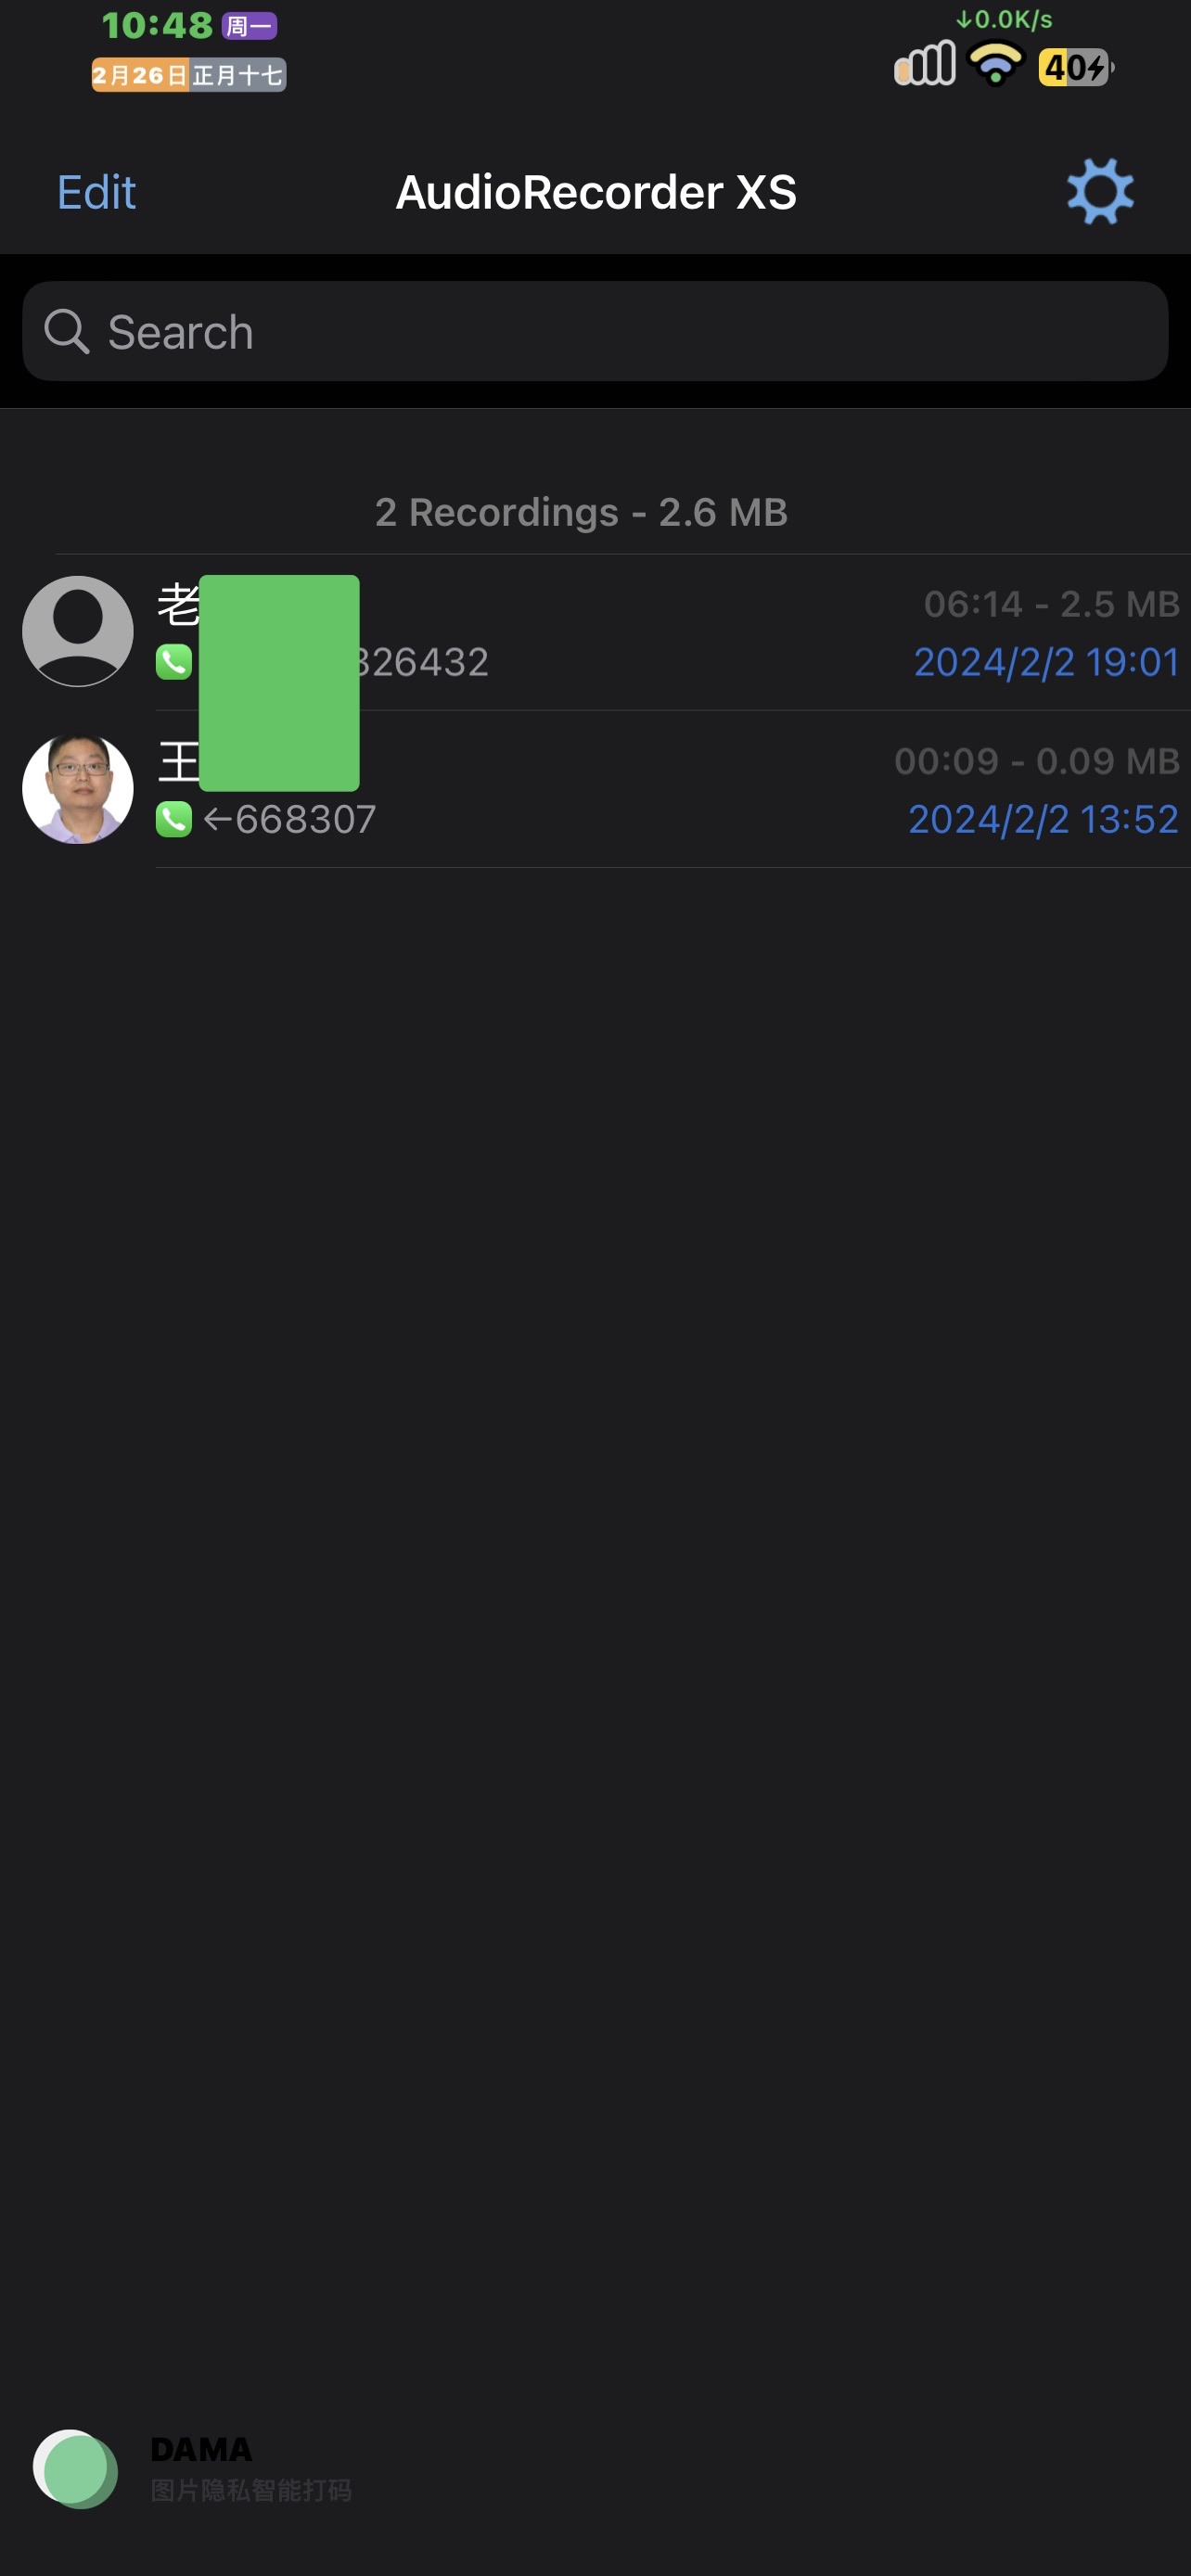 10:48 周一
↓0.0K/s
2月26日 正月十七
40
Edit
AudioRecorder XS
Search
2 Recordings - 2.6 MB
老
06:14 - 2.5 MB
326432
2024/2/2 19:01
王
00:09 - 0.09 MB
←668307
2024/2/2 13:52
DAMA
图片隐私智能打码